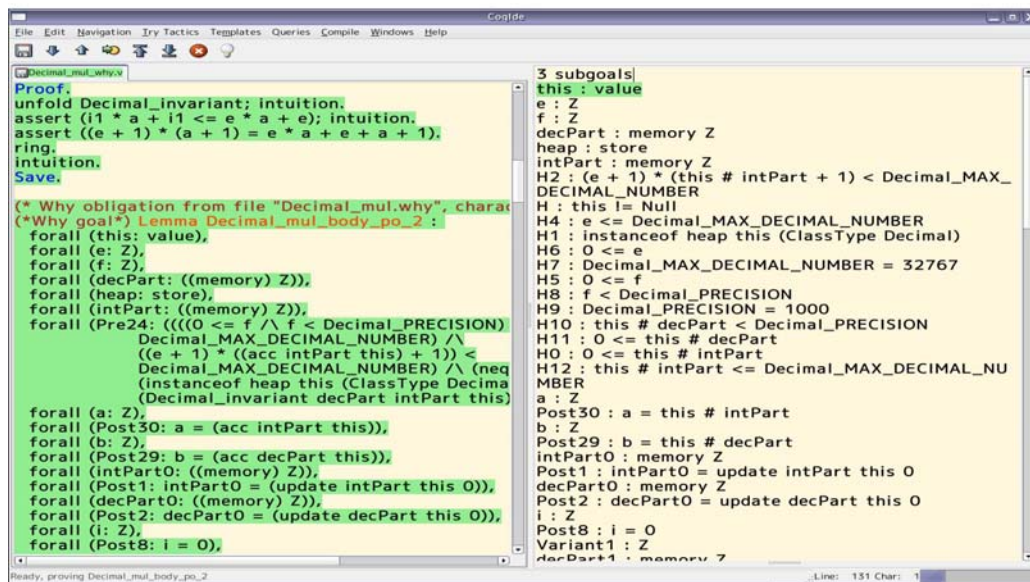 CoqIde
File Edit Navigation Try Tactics Templates Queries Compile Windows Help
Decimal_mul_why.v
Proof.
unfold Decimal_invariant; intuition.
assert (i1 * a + i1 <= e * a + e); intuition.
assert ((e + 1) * (a + 1) = e * a + e + a + 1).
ring.
intuition.
Save.
(* Why obligation from file "Decimal_mul.why", charac
(*Why goal*) Lemma Decimal_mul_body_po_2 :
forall (this: value),
forall (e: Z),
forall (f: Z),
forall (decPart: ((memory) Z)),
forall (heap: store),
forall (intPart: ((memory) Z)),
forall (Pre24: ((((0 <= f /\ f < Decimal_PRECISION)
Decimal_MAX_DECIMAL_NUMBER) /\
((e + 1) * ((acc intPart this) + 1)) <
Decimal_MAX_DECIMAL_NUMBER) /\ (neq
(instanceof heap this (ClassType Decima
(Decimal_invariant decPart intPart this)
forall (a: Z),
forall (Post30: a = (acc intPart this)),
forall (b: Z),
forall (Post29: b = (acc decPart this)),
forall (intPart0: ((memory) Z)),
forall (Post1: intPart0 = (update intPart this 0)),
forall (decPart0: ((memory) Z)),
forall (Post2: decPart0 = (update decPart this 0)),
forall (i: Z),
forall (Post8: i = 0),
3 subgoals
this : value
e : Z
f : Z
decPart : memory Z
heap : store
intPart : memory Z
H2 : (e + 1) * (this # intPart + 1) < Decimal_MAX_
DECIMAL_NUMBER
H : this != Null
H4 : e <= Decimal_MAX_DECIMAL_NUMBER
H1 : instanceof heap this (ClassType Decimal)
H6 : 0 <= e
H7 : Decimal_MAX_DECIMAL_NUMBER = 32767
H5 : 0 <= f
H8 : f < Decimal_PRECISION
H9 : Decimal_PRECISION = 1000
H10 : this # decPart < Decimal_PRECISION
H11 : 0 <= this # decPart
H0 : 0 <= this # intPart
H12 : this # intPart <= Decimal_MAX_DECIMAL_NU
MBER
a : Z
Post30 : a = this # intPart
b : Z
Post29 : b = this # decPart
intPart0 : memory Z
Post1 : intPart0 = update intPart this 0
decPart0 : memory Z
Post2 : decPart0 = update decPart this 0
i : Z
Post8 : i = 0
Variant1 : Z
decPart1 : memory Z
Ready, proving Decimal_mul_body_po_2
Line: 131 Char: 1